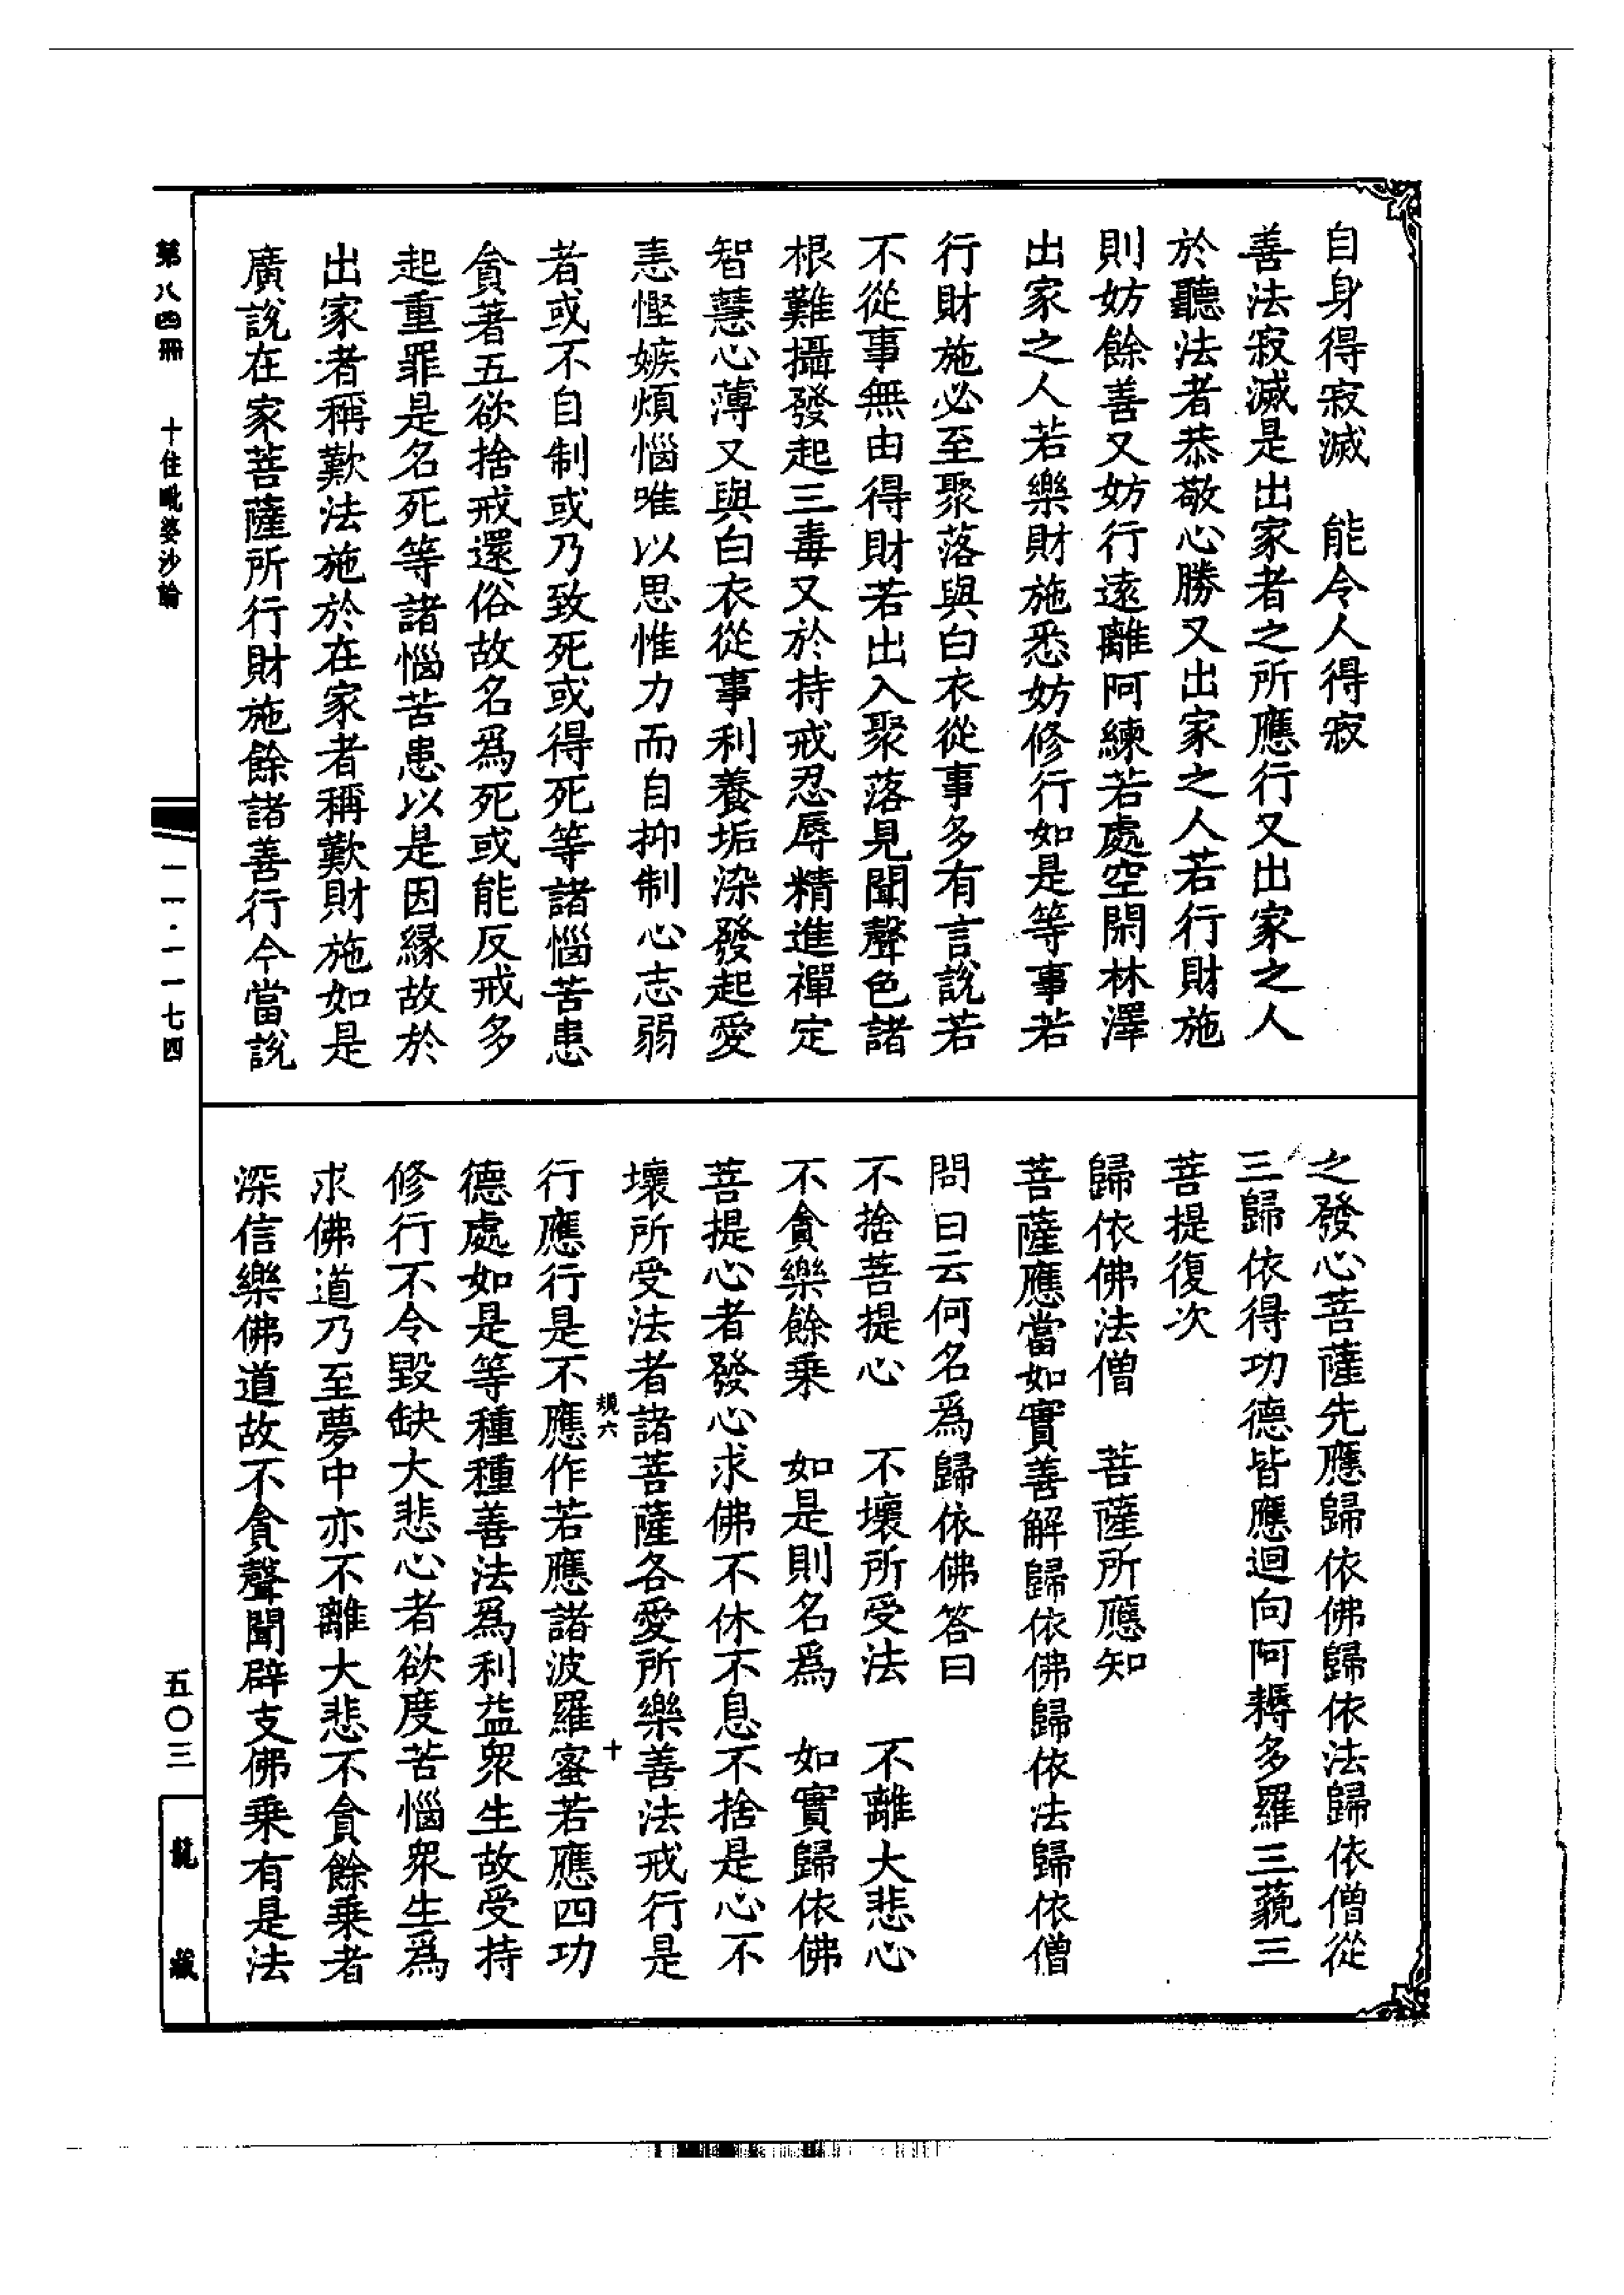 自身得寂滅　能令人得寂
善法寂滅是出家者之所應行又出家之人
於聽法者恭敬心勝又出家之人若行財施
則妨餘善又妨行遠離阿練若處空閑林澤
出家之人若樂財施悉妨修行如是等事若
行財施必至聚落與白衣從事多有言說若
不從事無由得財若出入聚落見聞聲色諸
根難攝發起三毒又於持戒忍辱精進禪定
智慧心薄又與白衣從事利養垢染發起愛
恚慳嫉煩惱唯以思惟力而自抑制心志弱
者或不自制或乃致死或得死等諸惱苦患
貪著五欲捨戒還俗故名爲死或能反戒多
起重罪是名死等諸惱苦患以是因緣故於
出家者稱歎法施於在家者稱歎財施如是
廣說在家菩薩所行財施餘諸善行今當說
之發心菩薩先應歸依佛歸依法歸依僧從
三歸依得功德皆應迴向阿耨多羅三藐三
菩提復次
歸依佛法僧　菩薩所應知
菩薩應當如實善解歸依佛歸依法歸依僧
問曰云何名爲歸依佛答曰
不捨菩提心　不壞所受法　不離大悲心
不貪樂餘乗　如是則名爲　如實歸依佛
菩提心者發心求佛不休不息不捨是心不
壞所受法者諸菩薩各愛所樂善法戒行是
規六　十
行應行是不應作若應諸波羅蜜若應四功
德處如是等種種善法爲利益衆生故受持
修行不令毀缺大悲心者欲度苦惱衆生爲
求佛道乃至夢中亦不離大悲不貪餘乗者
深信樂佛道故不貪聲聞辟支佛乗有是法
第八四冊　十住毗婆沙論　一一·一一七四　五〇三　龍藏